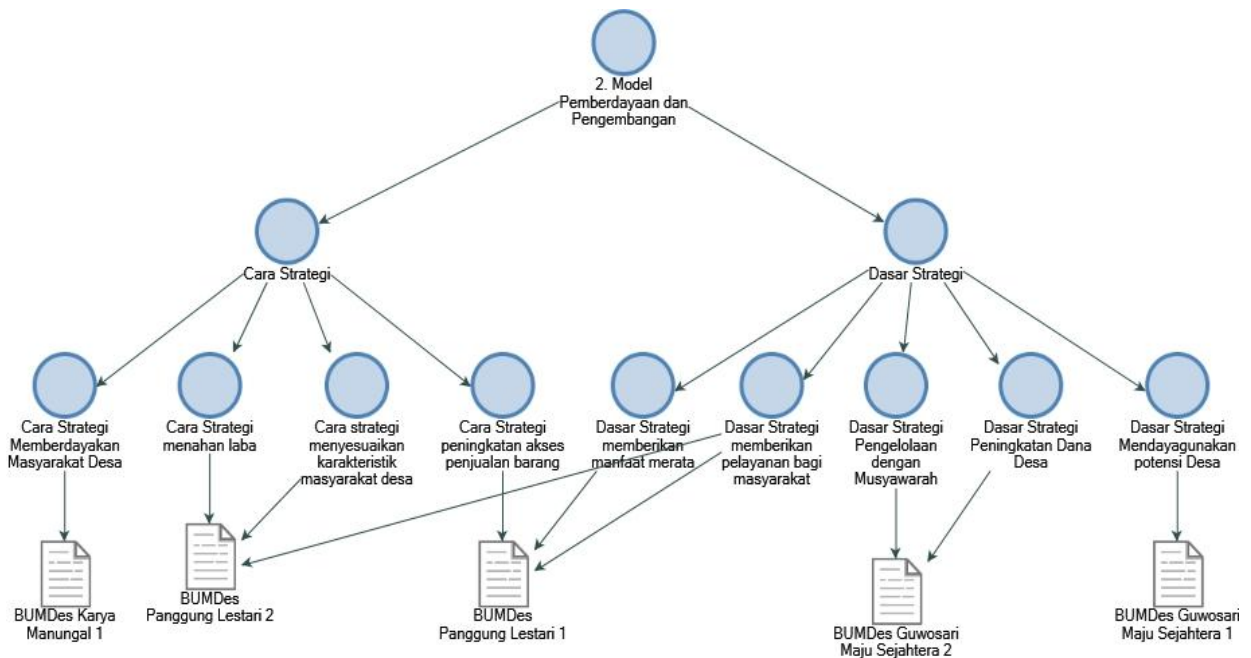 2. Model
Pemberdayaan dan
Pengembangan
Cara Strategi
Dasar Strategi
Cara Strategi
Memberdayakan
Masyarakat Desa
Cara Strategi
menahan laba
Cara strategi
menyesuaikan
karakteristik
masyarakat desa
Cara Strategi
peningkatan akses
penjualan barang
Dasar Strategi
memberikan
manfaat merata
Dasar Strategi
memberikan
pelayanan bagi
masyarakat
Dasar Strategi
Pengelolaan
dengan
Musyawarah
Dasar Strategi
Peningkatan Dana
Desa
Dasar Strategi
Mendayagunakan
potensi Desa
BUMDes Karya
Manungal 1
BUMDes
Panggung Lestari 2
BUMDes
Panggung Lestari 1
BUMDes Guwosari
Maju Sejahtera 2
BUMDes Guwosari
Maju Sejahtera 1